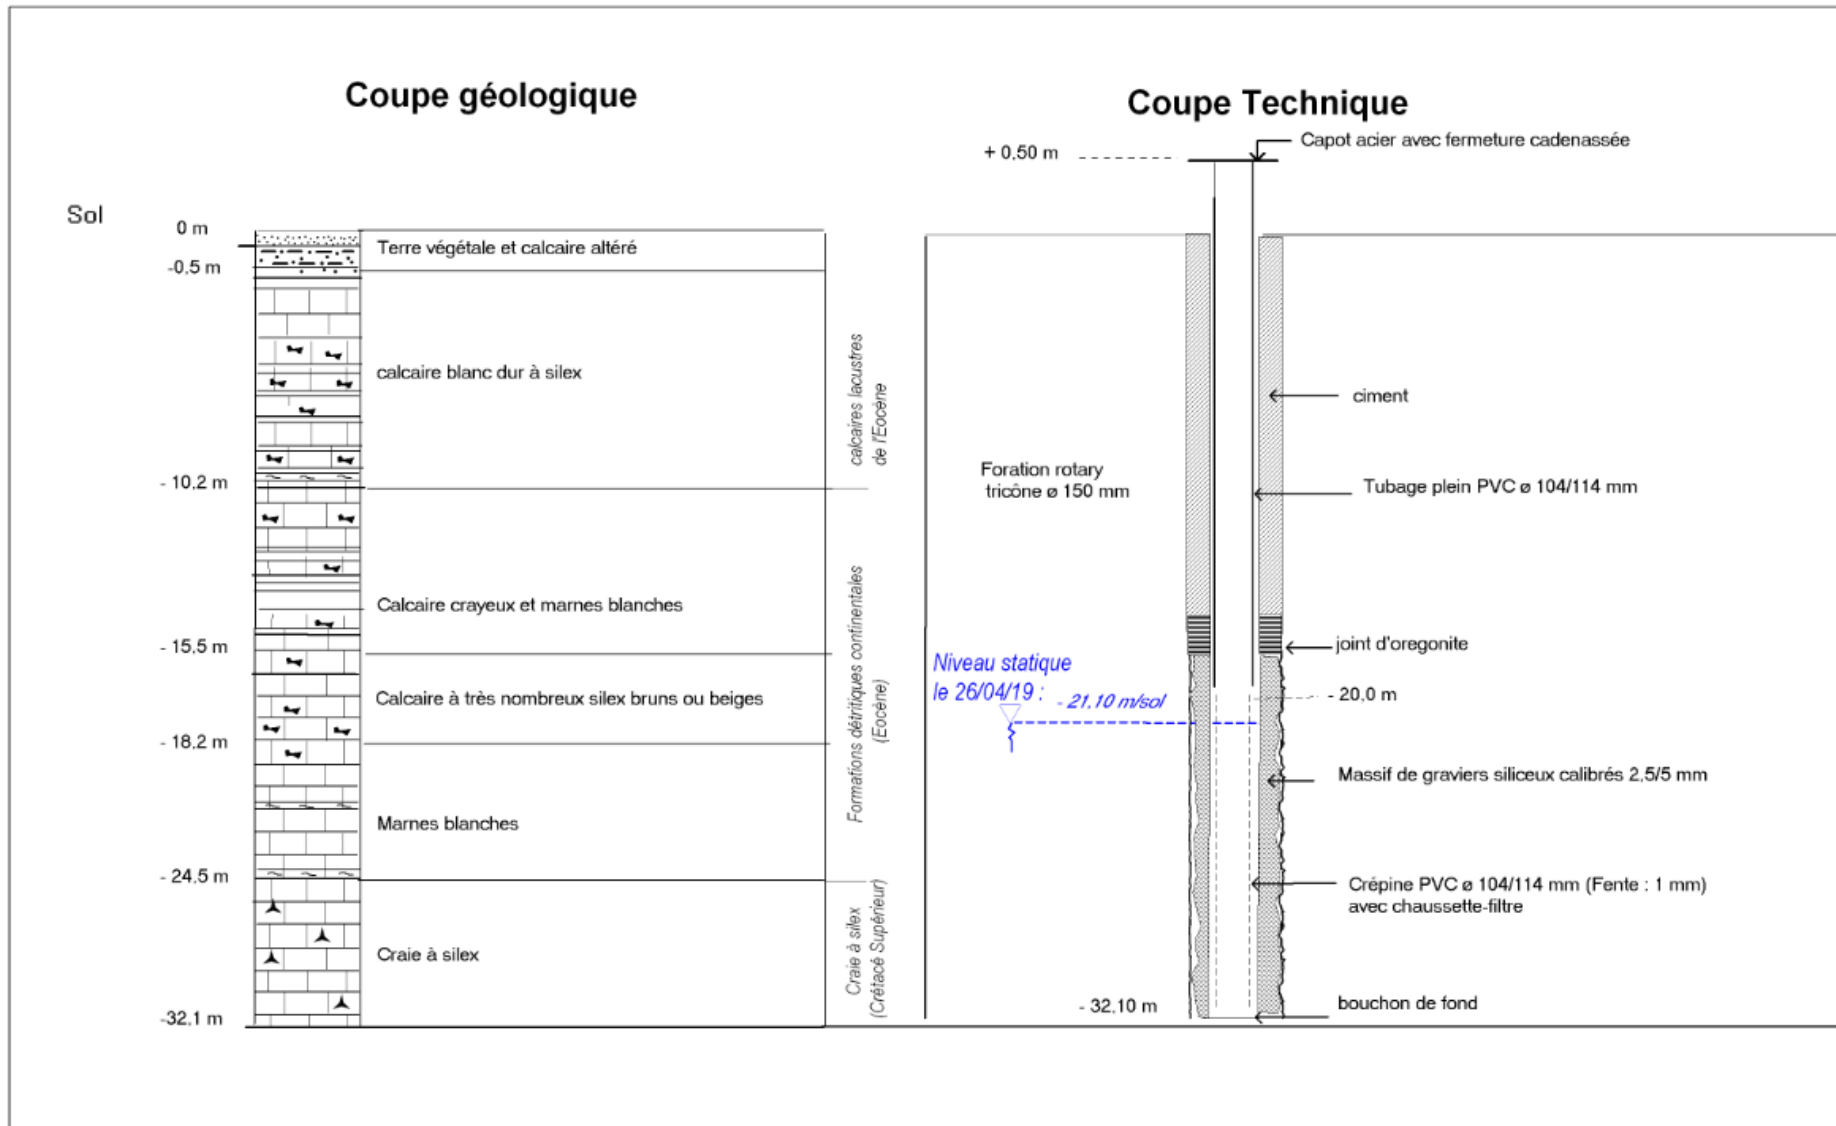 Coupe géologique
Sol
0 m
-0,5 m
- 10,2 m
- 15,5 m
- 18,2 m
- 24,5 m
-32,1 m
Terre végétale et calcaire altéré
calcaire blanc dur à silex
Calcaire crayeux et marnes blanches
Calcaire à très nombreux silex bruns ou beiges
Marnes blanches
Craie à silex
calcaires lacustres
de l'Eocène
Formations détritiques continentales
(Eocène)
Craie à silex
(Crétacé Supérieur)
Coupe Technique
+ 0,50 m
Capot acier avec fermeture cadenassée
ciment
Foration rotary
tricône ø 150 mm
Tubage plein PVC ø 104/114 mm
joint d'oregonite
Niveau statique
le 26/04/19 :
- 21,10 m/sol
- 20,0 m
Massif de graviers siliceux calibrés 2,5/5 mm
Crépine PVC ø 104/114 mm (Fente : 1 mm)
avec chaussette-filtre
- 32,10 m
bouchon de fond